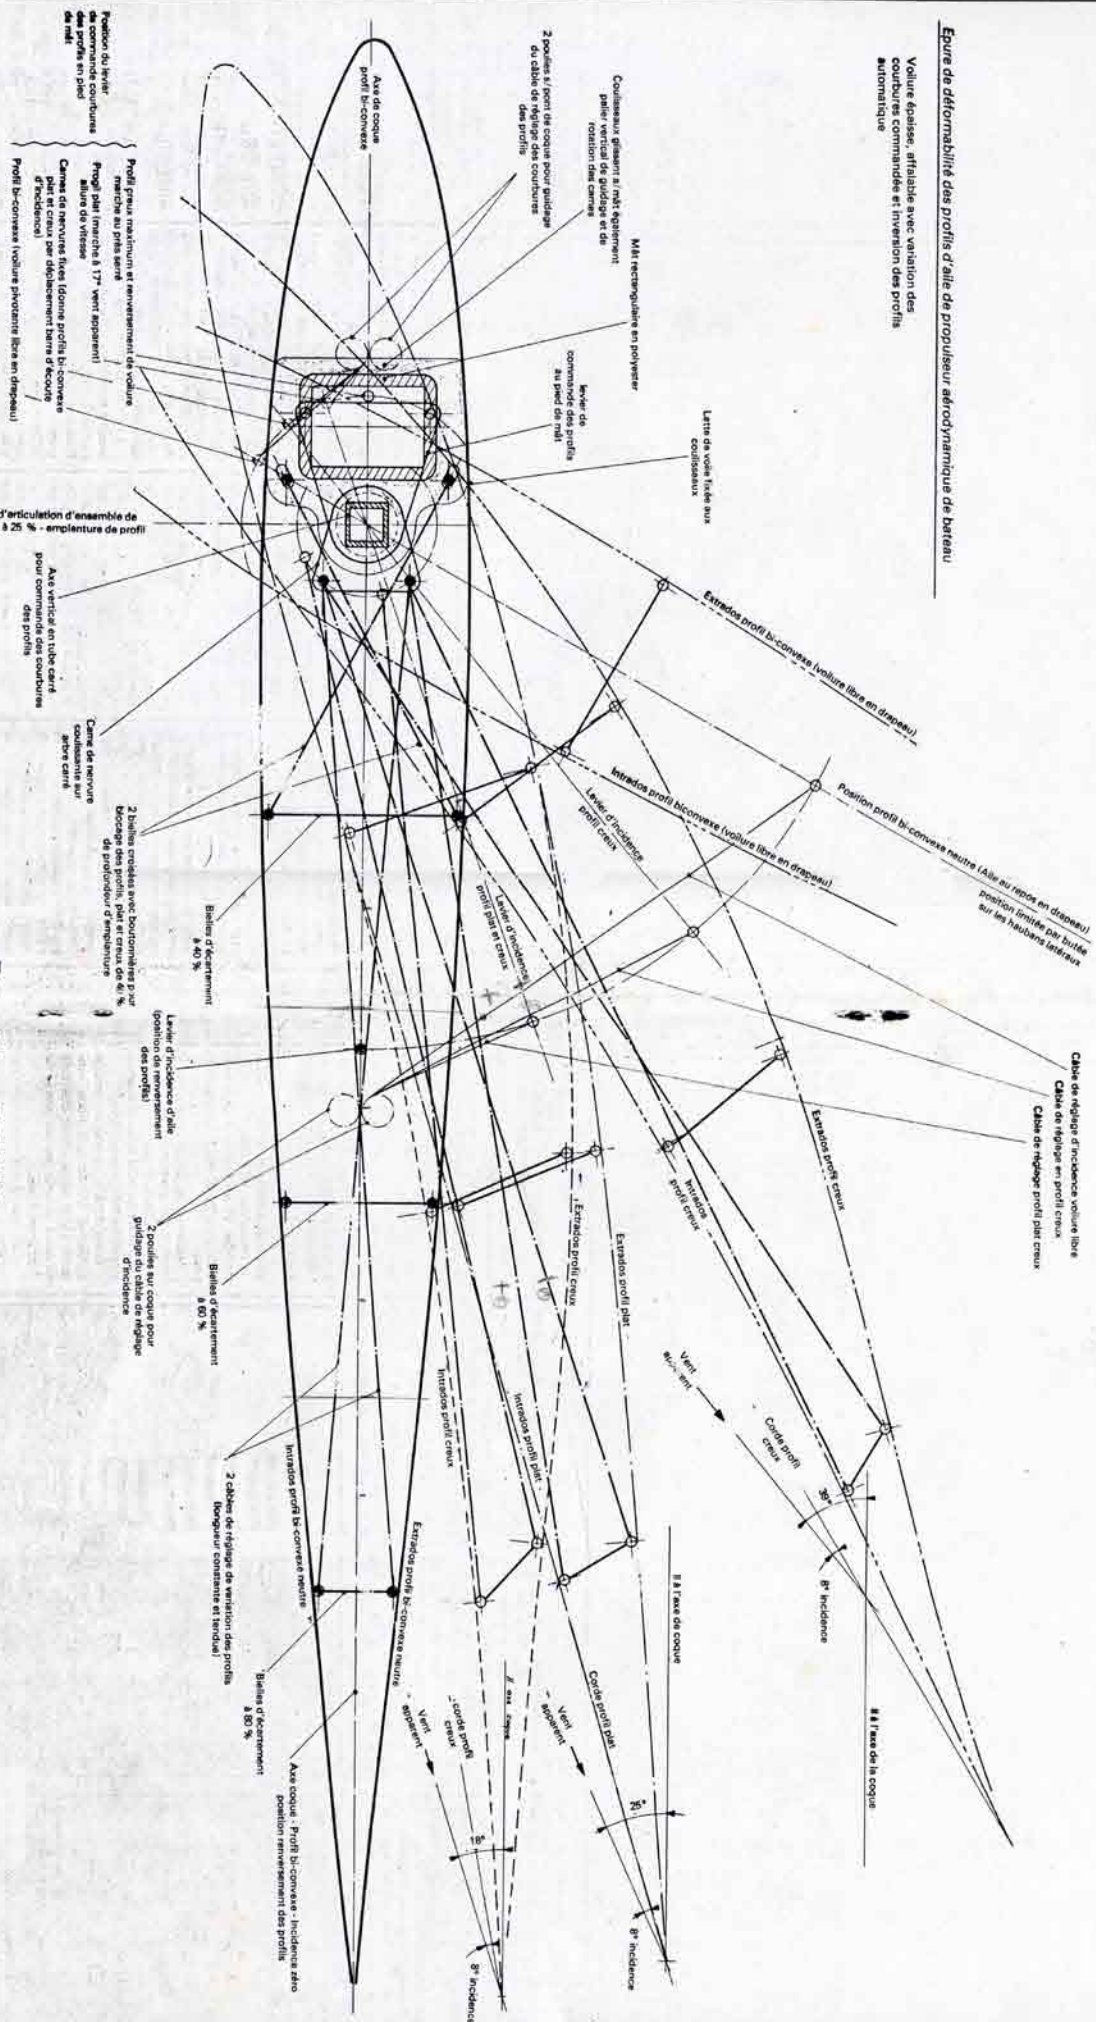 Epure de déformabilité des profils d'aile de propulseur aérodynamique de bateau
Voilure épaisse, affalable avec variation des
courbures commandée et inversion des profils
automatique
2 poulies s/ pont de coque pour guidage
du câble de réglage des courbures
des profils
Coulisseaux glissant s/ mât également
palier vertical de guidage et de
rotation des cames
Mât rectangulaire en polyester
levier de
commande des profils
au pied de mât
Latte de voile fixée aux
coulisseaux
Axe de coque
profil bi-convexe
Position du levier
de commande courbures
des profils en pied
de mât
Profil creux maximum et renversement de voilure
marche au près serré
Progil plat (marche à 17° vent apparent)
allure de vitesse
Cames de nervures fixes (donne profils bi-convexe
plat et creux par déplacement barre d'écoute
d'incidence)
Profil bi-convexe (voilure pivotante libre en drapeau)
d'articulation d'ensemble de
à 25 % - emplanture de profil
Axe vertical en tube carré
pour commande des courbures
des profils
Came de nervure
coulissante sur
arbre carré
2 bielles croisées avec boutonnières pour
blocage des profils, plat et creux de 40 %
de profondeur d'emplanture
Bielles d'écartement
à 40 %
Levier d'incidence d'aile
(position de renversement
des profils)
2 poulies sur coque pour
guidage du câble de réglage
d'incidence
Bielles d'écartement
à 60 %
2 câbles de réglage de variation des profils
(longueur constante et tendue)
Bielles d'écartement
à 80 %
Axe coque - Profil bi-convexe - Incidence zéro
position renversement des profils
Intrados profil bi-convexe neutre
Extrados profil bi-convexe neutre
Extrados profil bi-convexe (voilure libre en drapeau)
Intrados profil biconvexe (voilure libre en drapeau)
Position profil bi-convexe neutre (Aile au repos en drapeau)
position limitée par butée
sur les haubans latéraux
Levier d'incidence
profil creux
Levier d'incidence
profil plat et creux
Câble de réglage d'incidence voilure libre
Câble de réglage en profil creux
Câble de réglage profil plat creux
Extrados profil creux
Intrados
profil creux
Extrados profil creux
Extrados profil plat
Intrados profil creux
Intrados profil plat
Vent
apparent
Corde profil
creux
39°
8° incidence
// à l'axe de la coque
// à l'axe de coque
Corde profil plat
Vent
apparent
25°
8° incidence
// axe coque
corde profil
creux
Vent
apparent
18°
8° incidence